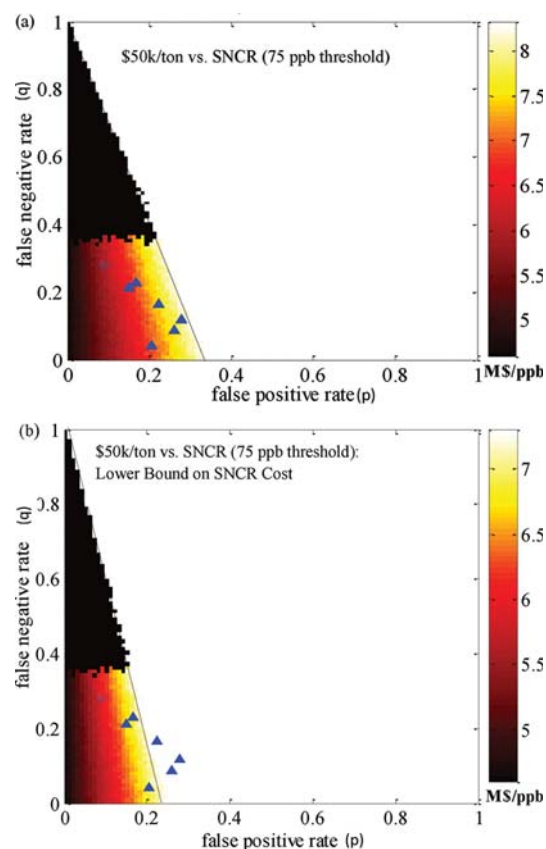 (a)
$50k/ton vs. SNCR (75 ppb threshold)
false negative rate (q)
1
0.8
0.6
0.4
0.2
0
0 0.2 0.4 0.6 0.8 1
false positive rate(p)
8
7.5
7
6.5
6
5.5
5
M$/ppb
(b)
$50k/ton vs. SNCR (75 ppb threshold):
Lower Bound on SNCR Cost
false negative rate (q)
1
0.8
0.6
0.4
0.2
0
0 0.2 0.4 0.6 0.8 1
false positive rate (p)
7
6.5
6
5.5
5
M$/ppb